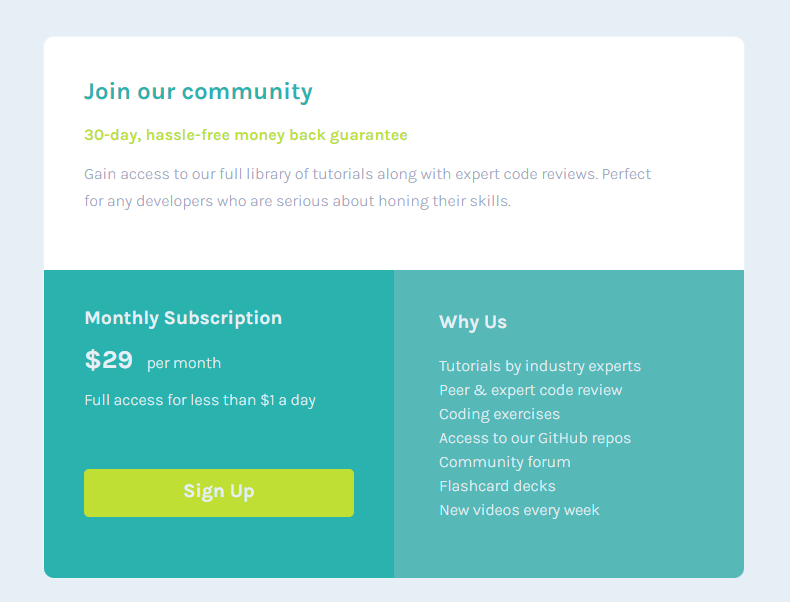 Join our community
30-day, hassle-free money back guarantee
Gain access to our full library of tutorials along with expert code reviews. Perfect
for any developers who are serious about honing their skills.
Monthly Subscription
$29 per month
Full access for less than $1 a day
Sign Up
Why Us
Tutorials by industry experts
Peer & expert code review
Coding exercises
Access to our GitHub repos
Community forum
Flashcard decks
New videos every week